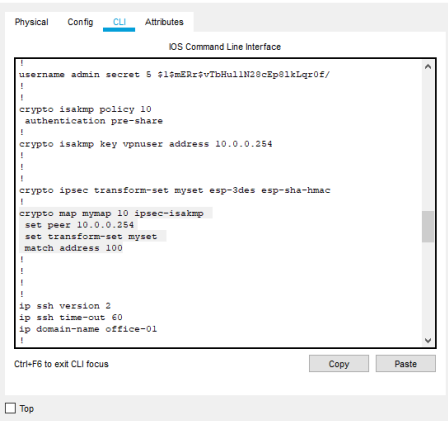 Physical Config CLI Attributes
IOS Command Line Interface
!
username admin secret 5 $1$mERr$vTbHullN28cEp8lkLqr0f/
!
!
crypto isakmp policy 10
authentication pre-share
!
crypto isakmp key vpnuser address 10.0.0.254
!
!
!
crypto ipsec transform-set myset esp-3des esp-sha-hmac
!
crypto map mymap 10 ipsec-isakmp
set peer 10.0.0.254
set transform-set myset
match address 100
!
!
!
!
ip ssh version 2
ip ssh time-out 60
ip domain-name office-01
!
Ctrl+F6 to exit CLI focus Copy Paste
Top